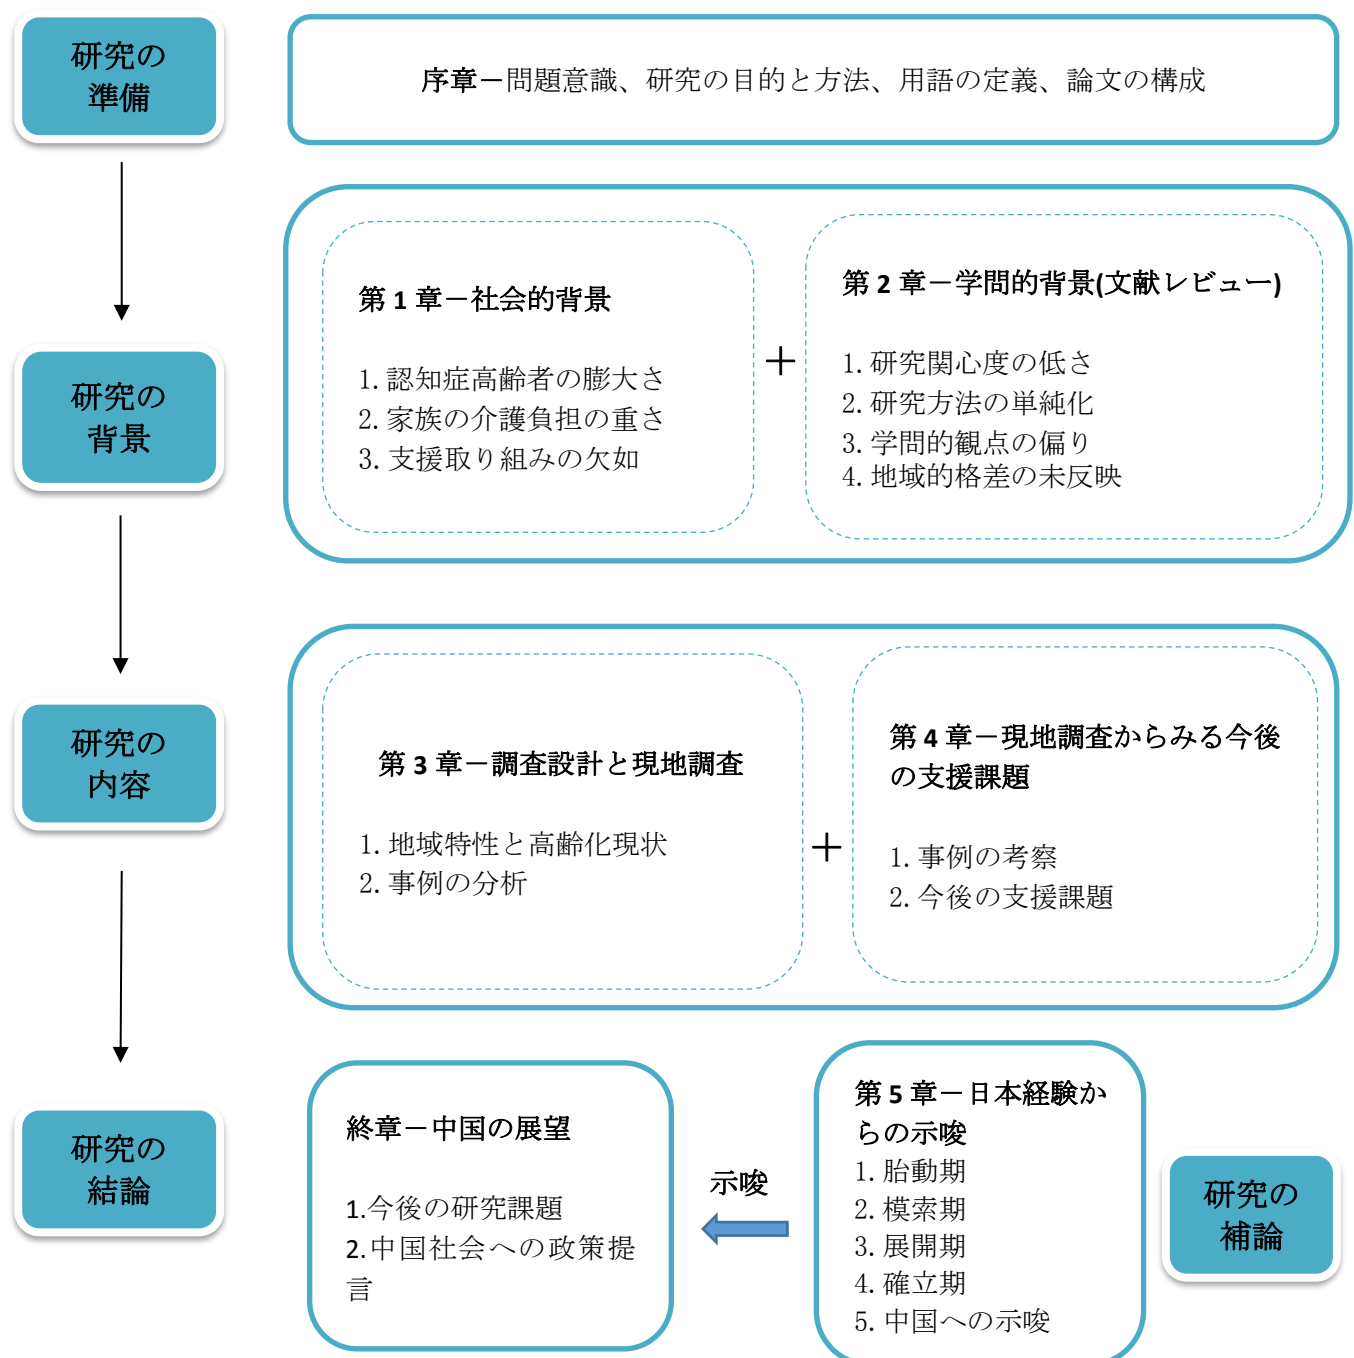 研究の
準備
序章－問題意識、研究の目的と方法、用語の定義、論文の構成
研究の
背景
第 1 章－社会的背景
1. 認知症高齢者の膨大さ
2. 家族の介護負担の重さ
3. 支援取り組みの欠如
＋
第 2 章－学問的背景(文献レビュー)
1. 研究関心度の低さ
2. 研究方法の単純化
3. 学問的観点の偏り
4. 地域的格差の未反映
研究の
内容
第 3 章－調査設計と現地調査
1. 地域特性と高齢化現状
2. 事例の分析
＋
第 4 章－現地調査からみる今後
の支援課題
1. 事例の考察
2. 今後の支援課題
研究の
結論
終章－中国の展望
1.今後の研究課題
2.中国社会への政策提
言
示唆
第 5 章－日本経験か
らの示唆
1. 胎動期
2. 模索期
3. 展開期
4. 確立期
5. 中国への示唆
研究の
補論